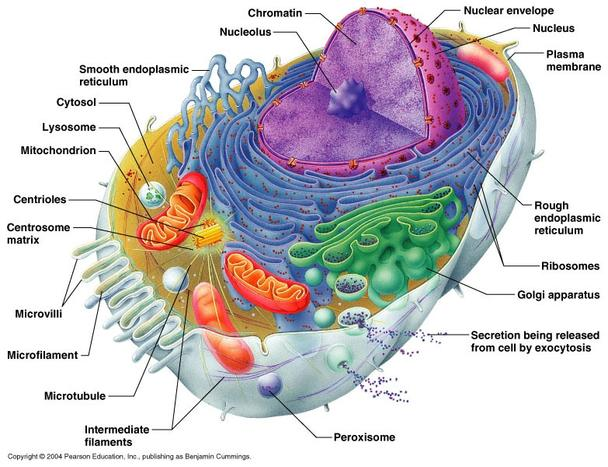 Chromatin
Nucleolus
Smooth endoplasmic
reticulum
Cytosol
Lysosome
Mitochondrion
Centrioles
Centrosome
matrix
Microvilli
Microfilament
Microtubule
Intermediate
filaments
Nuclear envelope
Nucleus
Plasma
membrane
Rough
endoplasmic
reticulum
Ribosomes
Golgi apparatus
Secretion being released
from cell by exocytosis
Peroxisome
Copyright © 2004 Pearson Education, Inc., publishing as Benjamin Cummings.